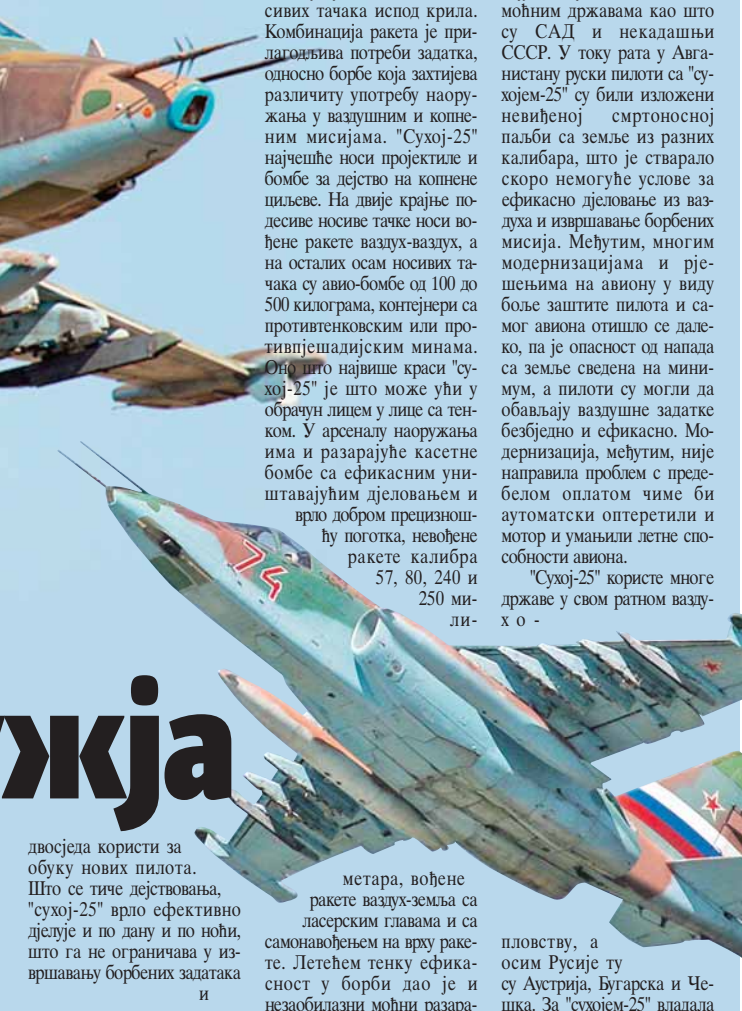 ужја
двосједа користи за
обуку нових пилота.
Што се тиче дејствовања,
"сухој-25" врло ефективно
дјелује и по дану и по ноћи,
што га не ограничава у из-
вршавању борбених задатака
и
сивих тачака испод крила.
Комбинација ракета је при-
лагодљива потреби задатка,
односно борбе која захтијева
различиту употребу наору-
жања у ваздушним и копне-
ним мисијама. "Сухој-25"
најчешће носи пројектиле и
бомбе за дејство на копнене
циљеве. На двије крајње по-
десиве носиве тачке носи во-
ђене ракете ваздух-ваздух, а
на осталих осам носивих та-
чака су авио-бомбе од 100 до
500 килограма, контејнери са
противтенковским или про-
тивпјешадијским минама.
Оно што највише краси "су-
хој-25" је што може ући у
обрачун лицем у лице са тен-
ком. У арсеналу наоружања
има и разарајуће касетне
бомбе са ефикасним уни-
штавајућим дјеловањем и
врло добром прецизнош-
ћу поготка, невођене
ракете калибра
57, 80, 240 и
250 ми-
ли-
метара, вођене
ракете ваздух-земља са
ласерским главама и са
самонавођењем на врху раке-
те. Летећем тенку ефика-
сност у борби дао је и
незаобилазни моћни разара-
моћним државама као што
су САД и некадашњи
СССР. У току рата у Авга-
нистану руски пилоти са "су-
хојем-25" су били изложени
невиђеној смртоносној
паљби са земље из разних
калибара, што је стварало
скоро немогуће услове за
ефикасно дјеловање из ваз-
духа и извршавање борбених
мисија. Међутим, многим
модернизацијама и рје-
шењима на авиону у виду
боље заштите пилота и са-
мог авиона отишло се дале-
ко, па је опасност од напада
са земље сведена на мини-
мум, а пилоти су могли да
обављају ваздушне задатке
безбједно и ефикасно. Мо-
дернизација, међутим, није
направила проблем с преде-
белом оплатом чиме би
аутоматски оптеретили и
мотор и умањили летне спо-
собности авиона.
"Сухој-25" користе многе
државе у свом ратном вазду-
х о -
пловству, а
осим Русије ту
су Аустрија, Бугарска и Че-
шка. За "сухојем-25" владала
74